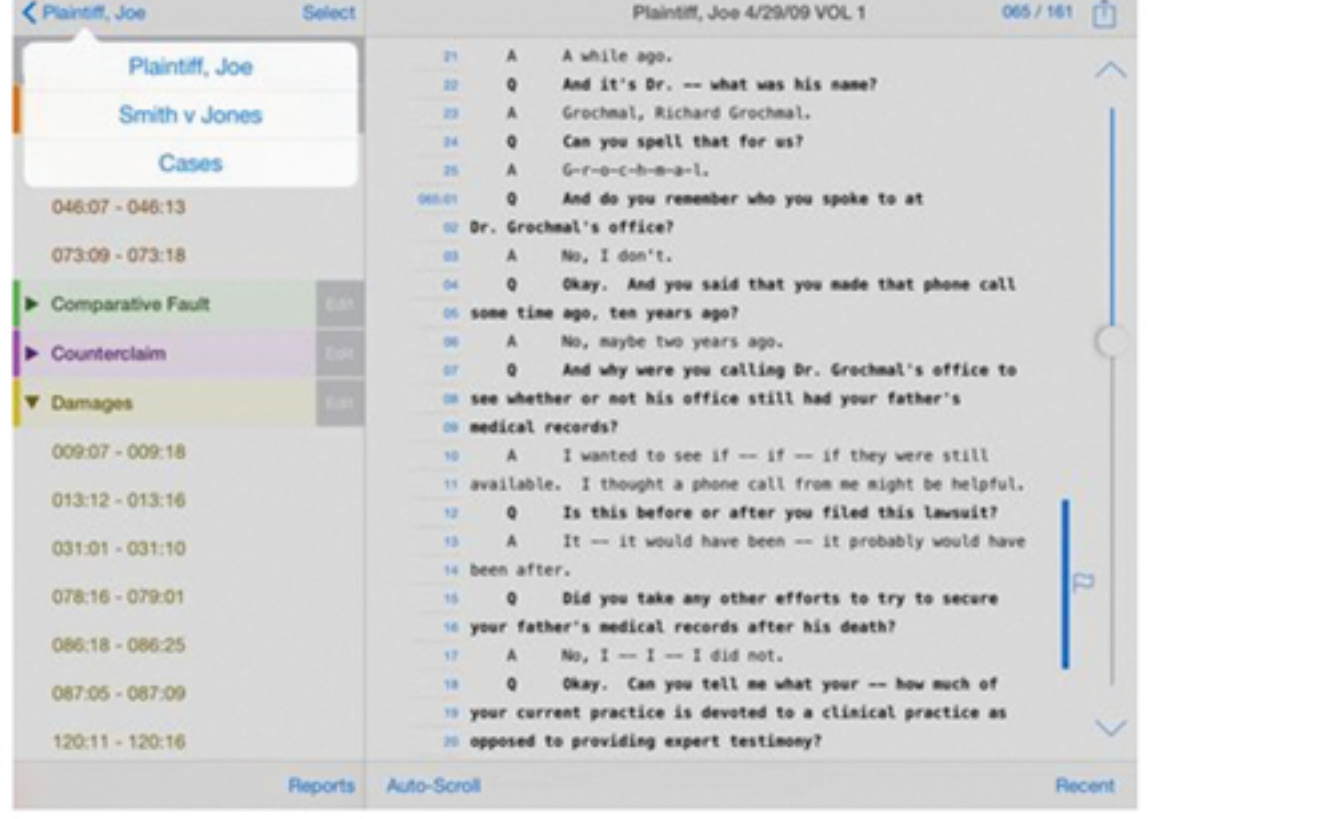 Plaintiff, Joe
Select
Plaintiff, Joe 4/29/09 VOL 1
065 / 161
Plaintiff, Joe
Smith v Jones
Cases
046:07 - 046:13
073:09 - 073:18
Comparative Fault
Edit
Counterclaim
Edit
Damages
Edit
009:07 - 009:18
013:12 - 013:16
031:01 - 031:10
078:16 - 079:01
086:18 - 086:25
087:05 - 087:09
120:11 - 120:16
Reports
21 A A while ago.
22 Q And it's Dr. -- what was his name?
23 A Grochmal, Richard Grochmal.
24 Q Can you spell that for us?
25 A G-r-o-c-h-m-a-l.
065:01 Q And do you remember who you spoke to at
02 Dr. Grochmal's office?
03 A No, I don't.
04 Q Okay. And you said that you made that phone call
05 some time ago, ten years ago?
06 A No, maybe two years ago.
07 Q And why were you calling Dr. Grochmal's office to
08 see whether or not his office still had your father's
09 medical records?
10 A I wanted to see if -- if -- if they were still
11 available. I thought a phone call from me might be helpful.
12 Q Is this before or after you filed this lawsuit?
13 A It -- it would have been -- it probably would have
14 been after.
15 Q Did you take any other efforts to try to secure
16 your father's medical records after his death?
17 A No, I -- I -- I did not.
18 Q Okay. Can you tell me what your -- how much of
19 your current practice is devoted to a clinical practice as
20 opposed to providing expert testimony?
Auto-Scroll
Recent